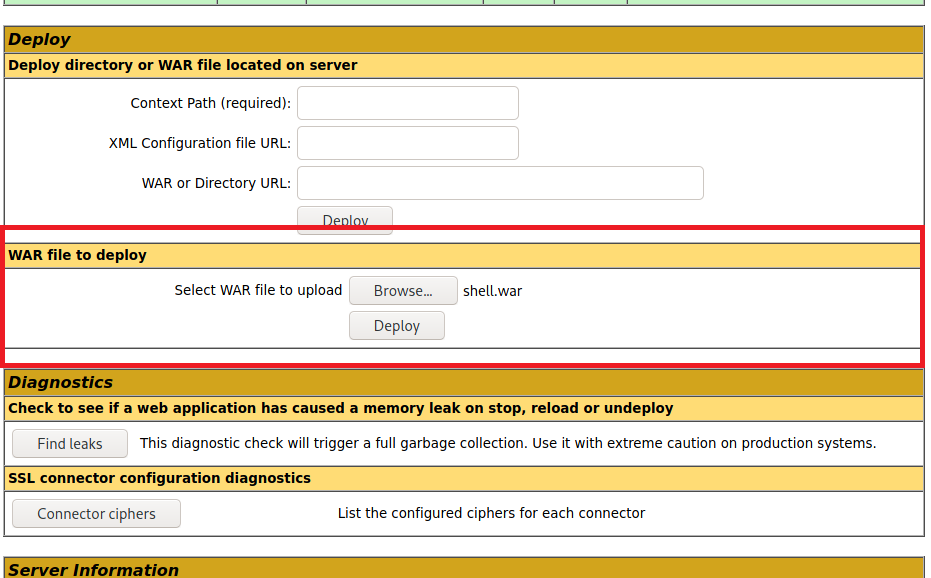 Deploy
Deploy directory or WAR file located on server
Context Path (required):
XML Configuration file URL:
WAR or Directory URL:
Deploy
WAR file to deploy
Select WAR file to upload Browse... shell.war
Deploy
Diagnostics
Check to see if a web application has caused a memory leak on stop, reload or undeploy
Find leaks This diagnostic check will trigger a full garbage collection. Use it with extreme caution on production systems.
SSL connector configuration diagnostics
Connector ciphers List the configured ciphers for each connector
Server Information